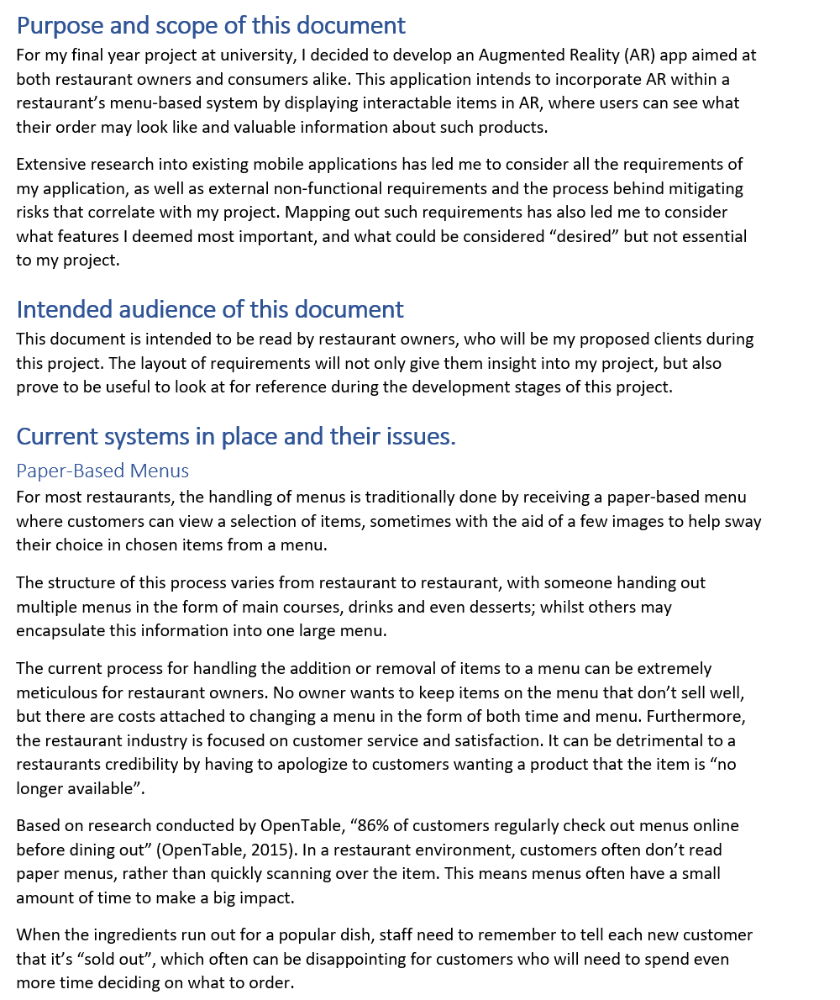 Purpose and scope of this document
For my final year project at university, I decided to develop an Augmented Reality (AR) app aimed at
both restaurant owners and consumers alike. This application intends to incorporate AR within a
restaurant’s menu-based system by displaying interactable items in AR, where users can see what
their order may look like and valuable information about such products.
Extensive research into existing mobile applications has led me to consider all the requirements of
my application, as well as external non-functional requirements and the process behind mitigating
risks that correlate with my project. Mapping out such requirements has also led me to consider
what features I deemed most important, and what could be considered “desired” but not essential
to my project.
Intended audience of this document
This document is intended to be read by restaurant owners, who will be my proposed clients during
this project. The layout of requirements will not only give them insight into my project, but also
prove to be useful to look at for reference during the development stages of this project.
Current systems in place and their issues.
Paper-Based Menus
For most restaurants, the handling of menus is traditionally done by receiving a paper-based menu
where customers can view a selection of items, sometimes with the aid of a few images to help sway
their choice in chosen items from a menu.
The structure of this process varies from restaurant to restaurant, with someone handing out
multiple menus in the form of main courses, drinks and even desserts; whilst others may
encapsulate this information into one large menu.
The current process for handling the addition or removal of items to a menu can be extremely
meticulous for restaurant owners. No owner wants to keep items on the menu that don’t sell well,
but there are costs attached to changing a menu in the form of both time and menu. Furthermore,
the restaurant industry is focused on customer service and satisfaction. It can be detrimental to a
restaurants credibility by having to apologize to customers wanting a product that the item is “no
longer available”.
Based on research conducted by OpenTable, “86% of customers regularly check out menus online
before dining out” (OpenTable, 2015). In a restaurant environment, customers often don’t read
paper menus, rather than quickly scanning over the item. This means menus often have a small
amount of time to make a big impact.
When the ingredients run out for a popular dish, staff need to remember to tell each new customer
that it’s “sold out”, which often can be disappointing for customers who will need to spend even
more time deciding on what to order.